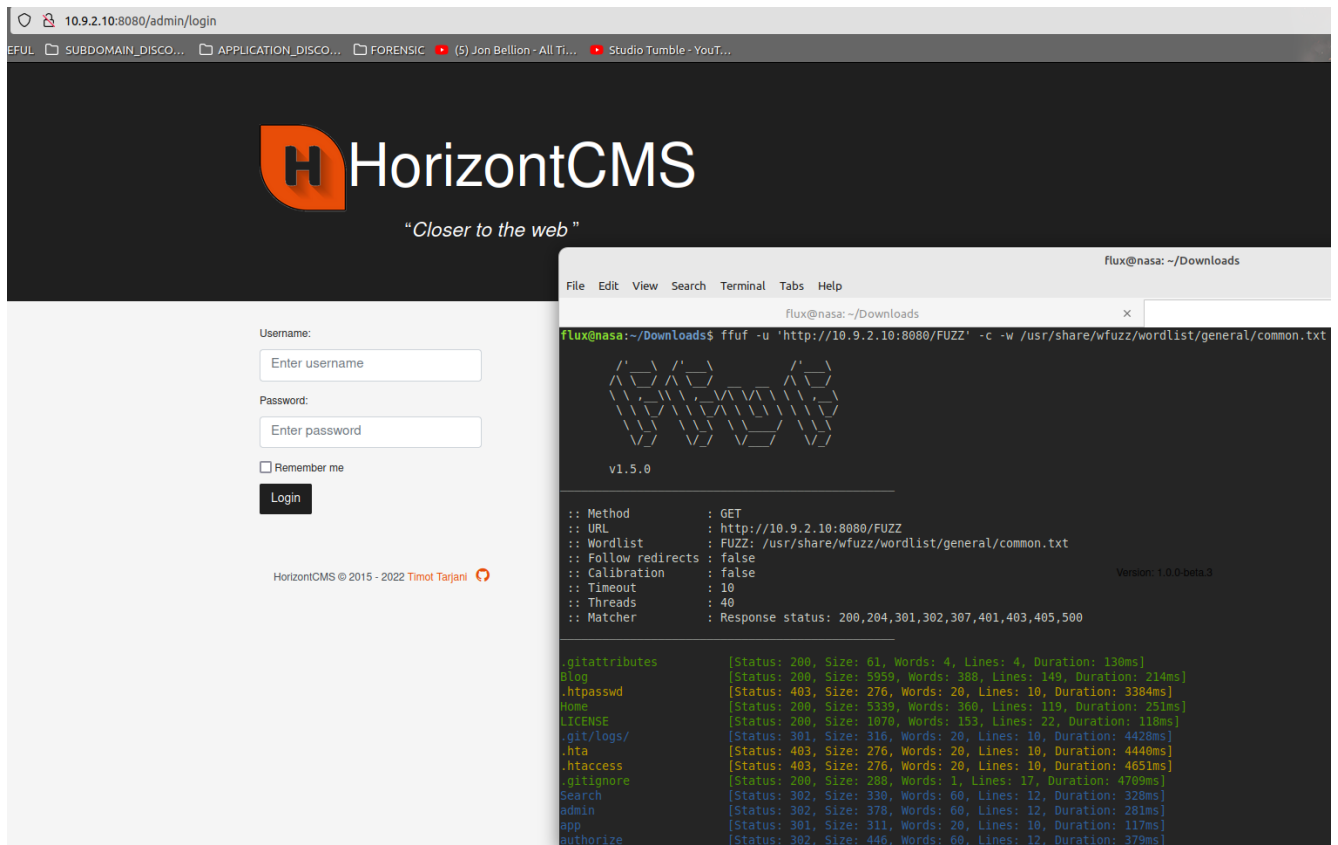 10.9.2.10:8080/admin/login
EFUL SUBDOMAIN_DISCO... APPLICATION_DISCO... FORENSIC (5) Jon Bellion - All Ti... Studio Tumble - YouT...
H HorizontCMS
“Closer to the web ”
Username:
Enter username
Password:
Enter password
Remember me
Login
HorizontCMS © 2015 - 2022 Timot Tarjani
Version: 1.0.0-beta.3
flux@nasa: ~/Downloads
File Edit View Search Terminal Tabs Help
flux@nasa: ~/Downloads ×
flux@nasa:~/Downloads$ ffuf -u 'http://10.9.2.10:8080/FUZZ' -c -w /usr/share/wfuzz/wordlist/general/common.txt
v1.5.0
:: Method : GET
:: URL : http://10.9.2.10:8080/FUZZ
:: Wordlist : FUZZ: /usr/share/wfuzz/wordlist/general/common.txt
:: Follow redirects : false
:: Calibration : false
:: Timeout : 10
:: Threads : 40
:: Matcher : Response status: 200,204,301,302,307,401,403,405,500
.gitattributes [Status: 200, Size: 61, Words: 4, Lines: 4, Duration: 130ms]
Blog [Status: 200, Size: 5959, Words: 388, Lines: 149, Duration: 214ms]
.htpasswd [Status: 403, Size: 276, Words: 20, Lines: 10, Duration: 3384ms]
Home [Status: 200, Size: 5339, Words: 360, Lines: 119, Duration: 251ms]
LICENSE [Status: 200, Size: 1070, Words: 153, Lines: 22, Duration: 118ms]
.git/logs/ [Status: 301, Size: 316, Words: 20, Lines: 10, Duration: 4428ms]
.hta [Status: 403, Size: 276, Words: 20, Lines: 10, Duration: 4440ms]
.htaccess [Status: 403, Size: 276, Words: 20, Lines: 10, Duration: 4651ms]
.gitignore [Status: 200, Size: 288, Words: 1, Lines: 17, Duration: 4709ms]
Search [Status: 302, Size: 330, Words: 60, Lines: 12, Duration: 328ms]
admin [Status: 302, Size: 378, Words: 60, Lines: 12, Duration: 281ms]
app [Status: 301, Size: 311, Words: 20, Lines: 10, Duration: 117ms]
authorize [Status: 302, Size: 446, Words: 60, Lines: 12, Duration: 379ms]